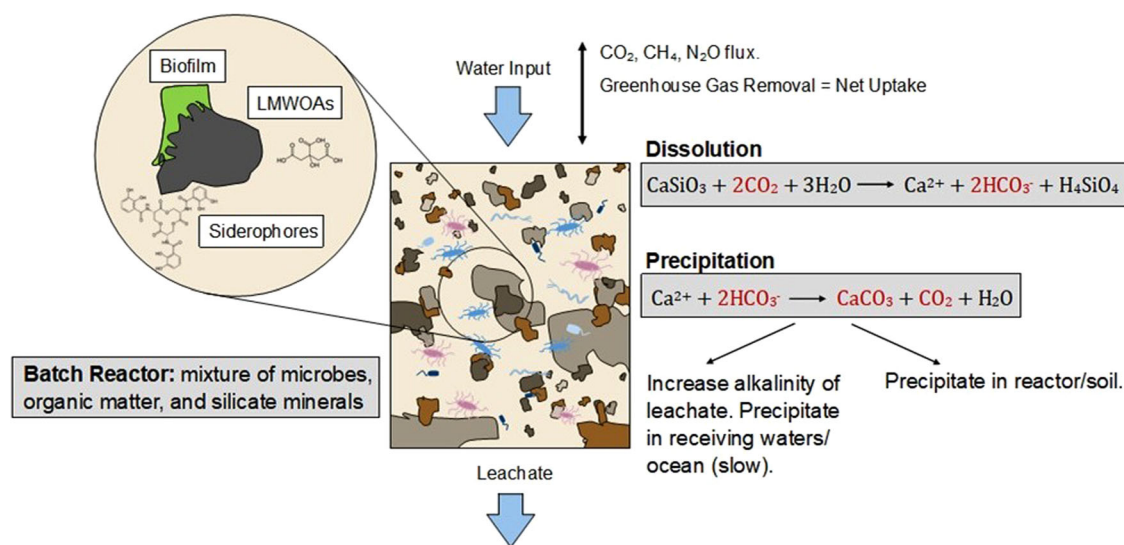 Biofilm
LMWOAs
Siderophores
Water Input
CO₂, CH₄, N₂O flux.
Greenhouse Gas Removal = Net Uptake
Dissolution
CaSiO₃ + 2CO₂ + 3H₂O ⟶ Ca²⁺ + 2HCO₃⁻ + H₄SiO₄
Precipitation
Ca²⁺ + 2HCO₃⁻ ⟶ CaCO₃ + CO₂ + H₂O
Batch Reactor: mixture of microbes,
organic matter, and silicate minerals
Increase alkalinity of
leachate. Precipitate
in receiving waters/
ocean (slow).
Precipitate in reactor/soil.
Leachate